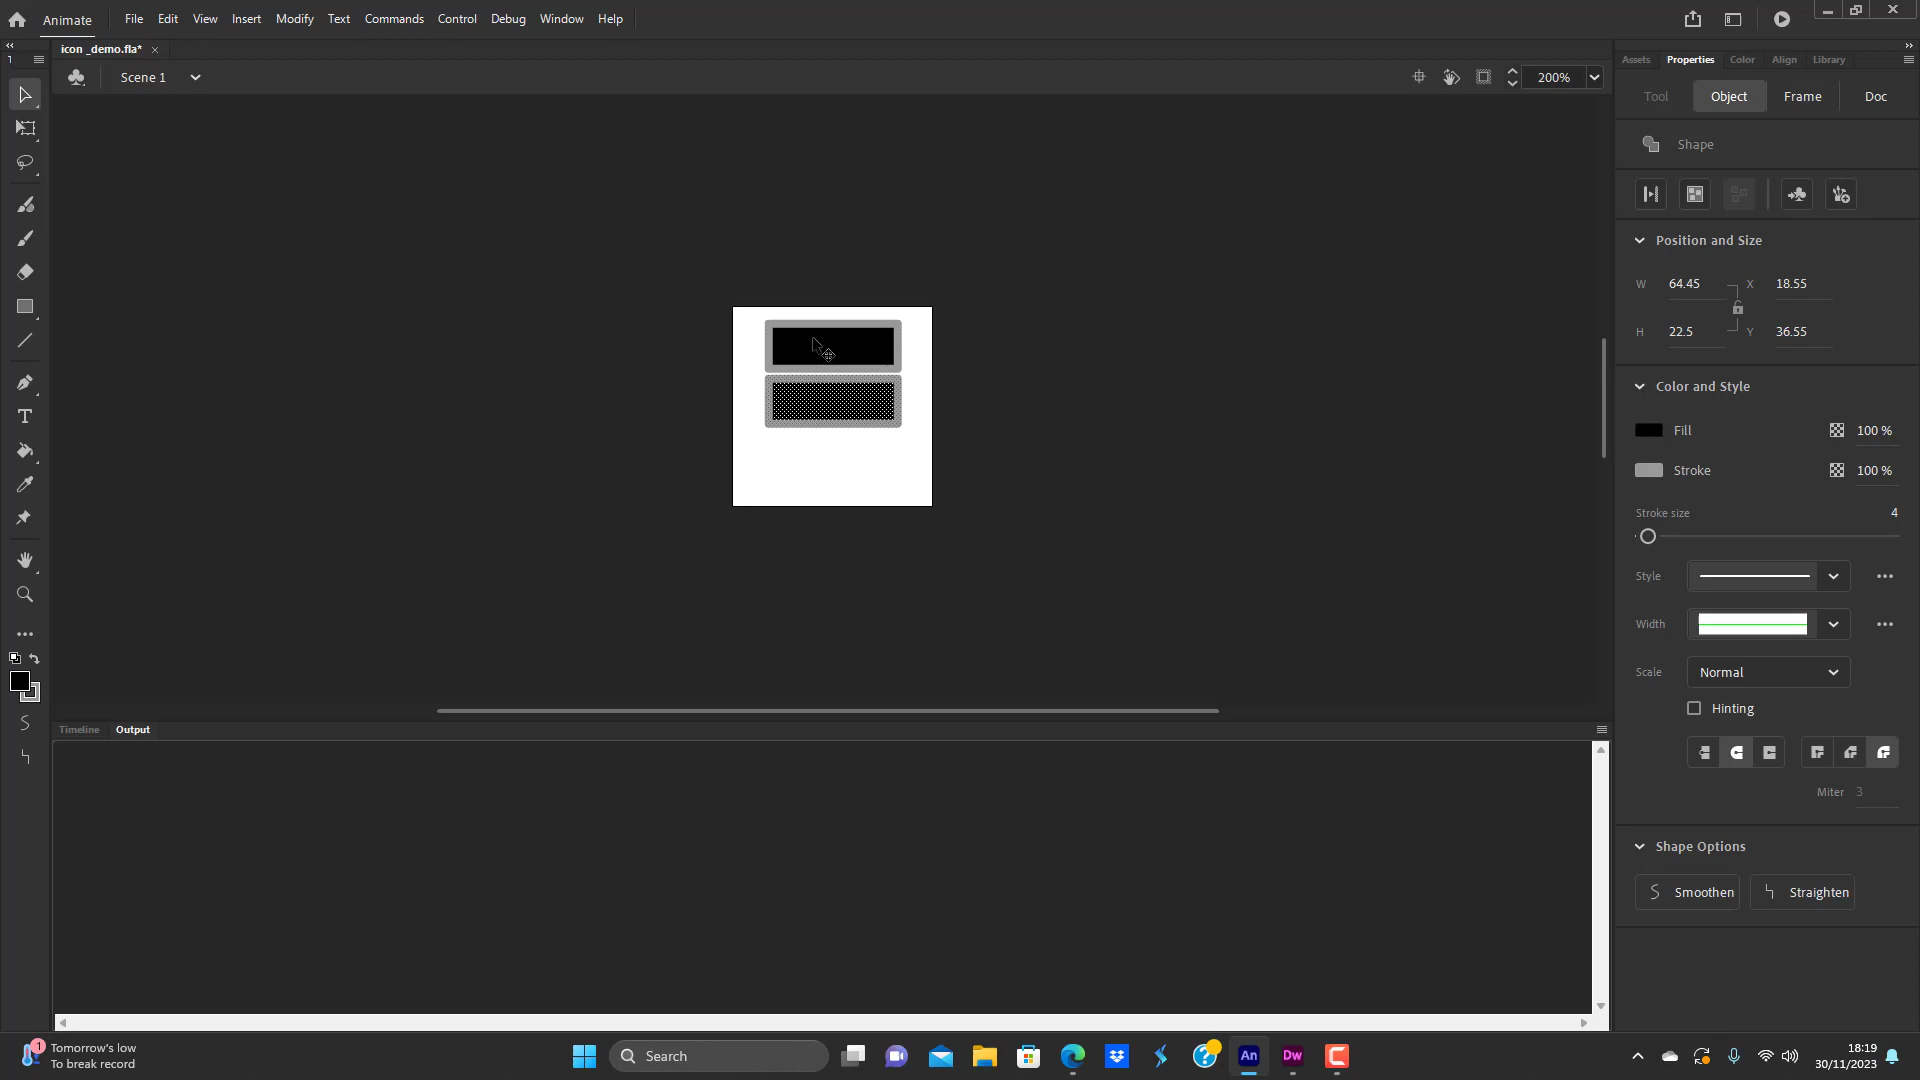 Animate File Edit View Insert Modify Text Commands Control Debug Window Help
icon _demo.fla*
Scene 1 200%
Assets Properties Color Align Library
Tool Object Frame Doc
Shape
Position and Size
W 64.45 X 18.55
H 22.5 Y 36.55
Color and Style
Fill 100 %
Stroke 100 %
Stroke size 4
Style
Width
Scale Normal
Hinting
Miter 3
Shape Options
Smoothen Straighten
Timeline Output
1 Tomorrow's low
To break record
Search
An Dw
18:19
30/11/2023